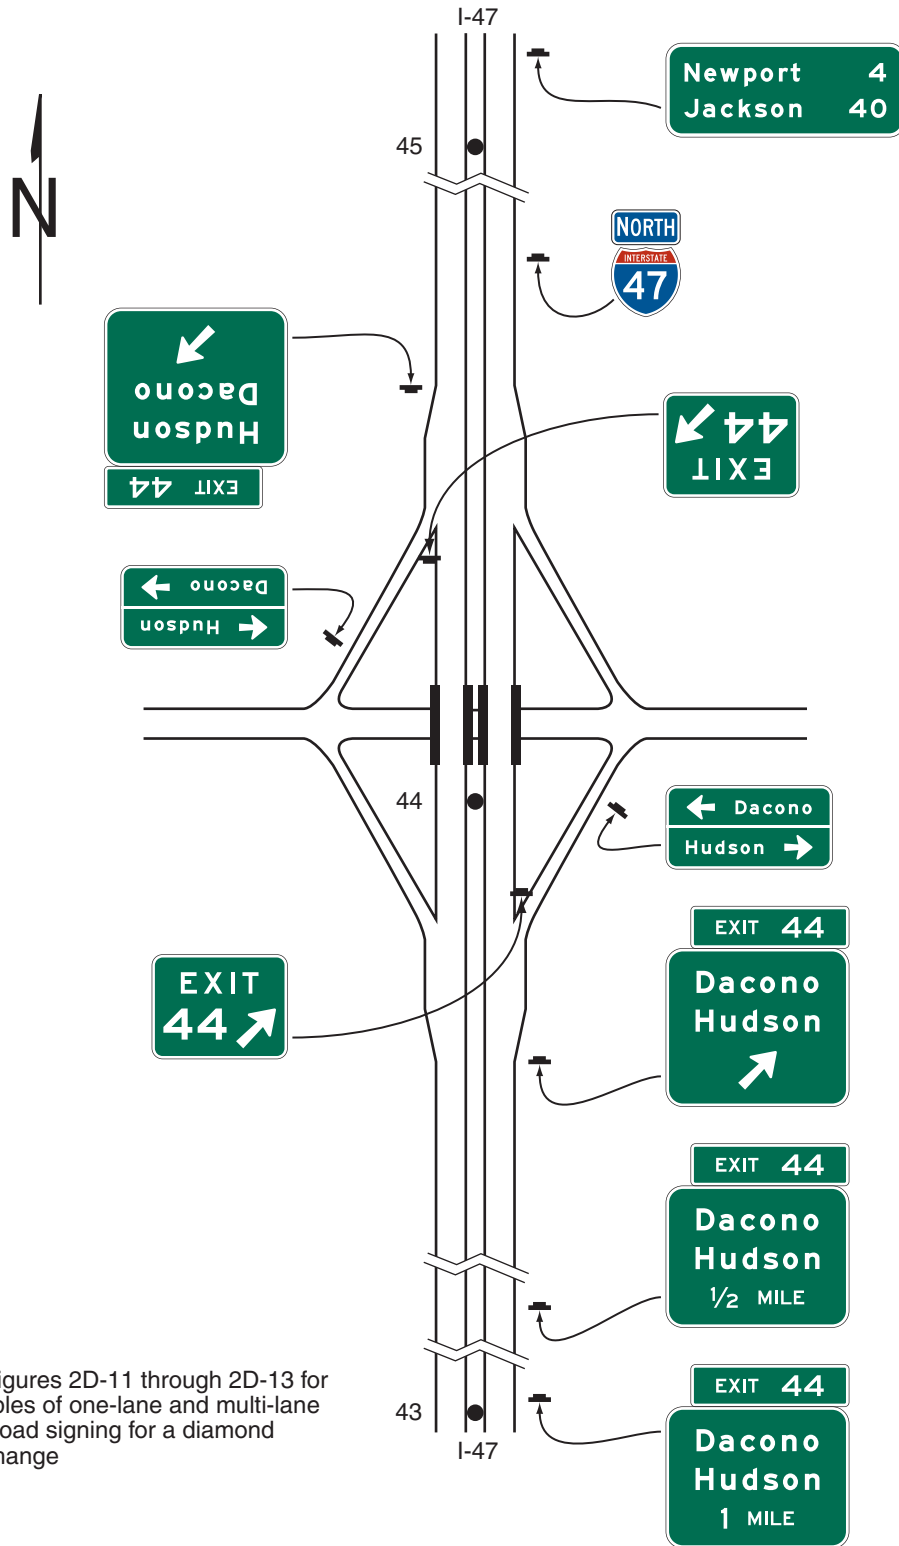 I-47
Newport 4
Jackson 40
45
N
NORTH
INTERSTATE
47
Hudson
Dacono
EXIT 44
EXIT
44
Dacono
Hudson
44
Dacono
Hudson
EXIT 44
Dacono
Hudson
EXIT
44
EXIT 44
Dacono
Hudson
1/2 MILE
igures 2D-11 through 2D-13 for
ples of one-lane and multi-lane
oad signing for a diamond
hange
43
I-47
EXIT 44
Dacono
Hudson
1 MILE